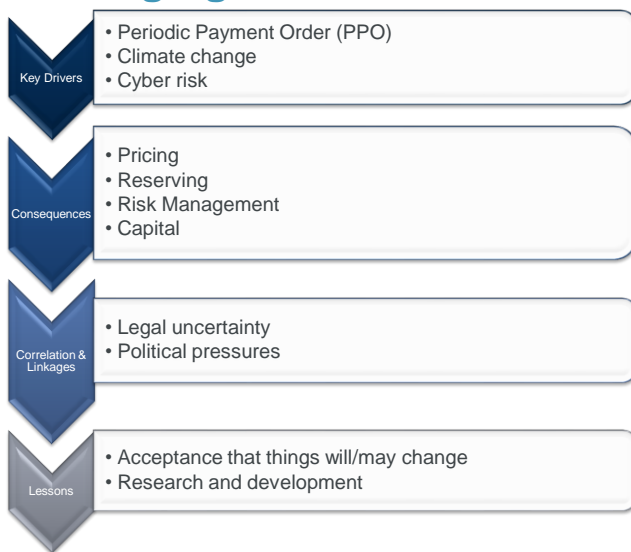 Key Drivers
• Periodic Payment Order (PPO)
• Climate change
• Cyber risk
Consequences
• Pricing
• Reserving
• Risk Management
• Capital
Correlation &
Linkages
• Legal uncertainty
• Political pressures
Lessons
• Acceptance that things will/may change
• Research and development